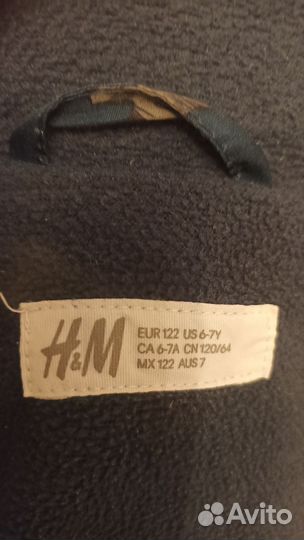 H&M
EUR 122 US 6-7Y
CA 6-7A CN 120/64
MX 122 AUS 7
Avito